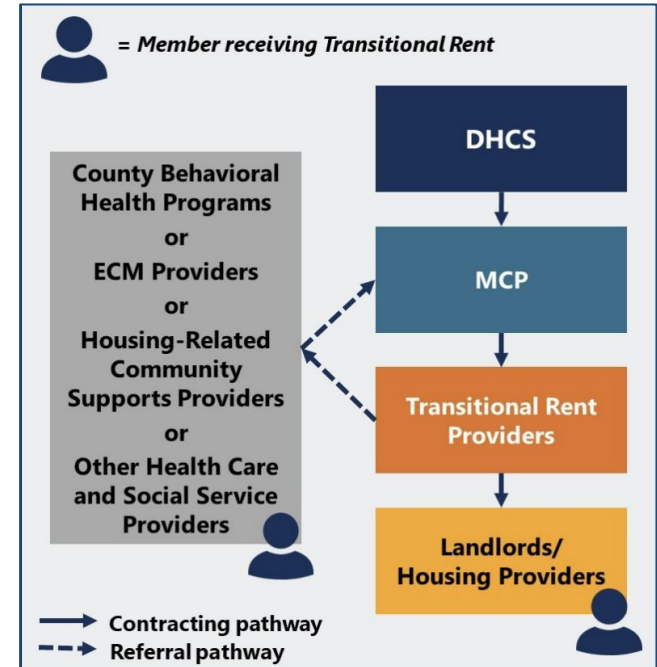 = Member receiving Transitional Rent
County Behavioral
Health Programs
or
ECM Providers
or
Housing-Related
Community
Supports Providers
or
Other Health Care
and Social Service
Providers
DHCS
MCP
Transitional Rent
Providers
Landlords/
Housing Providers
Contracting pathway
Referral pathway